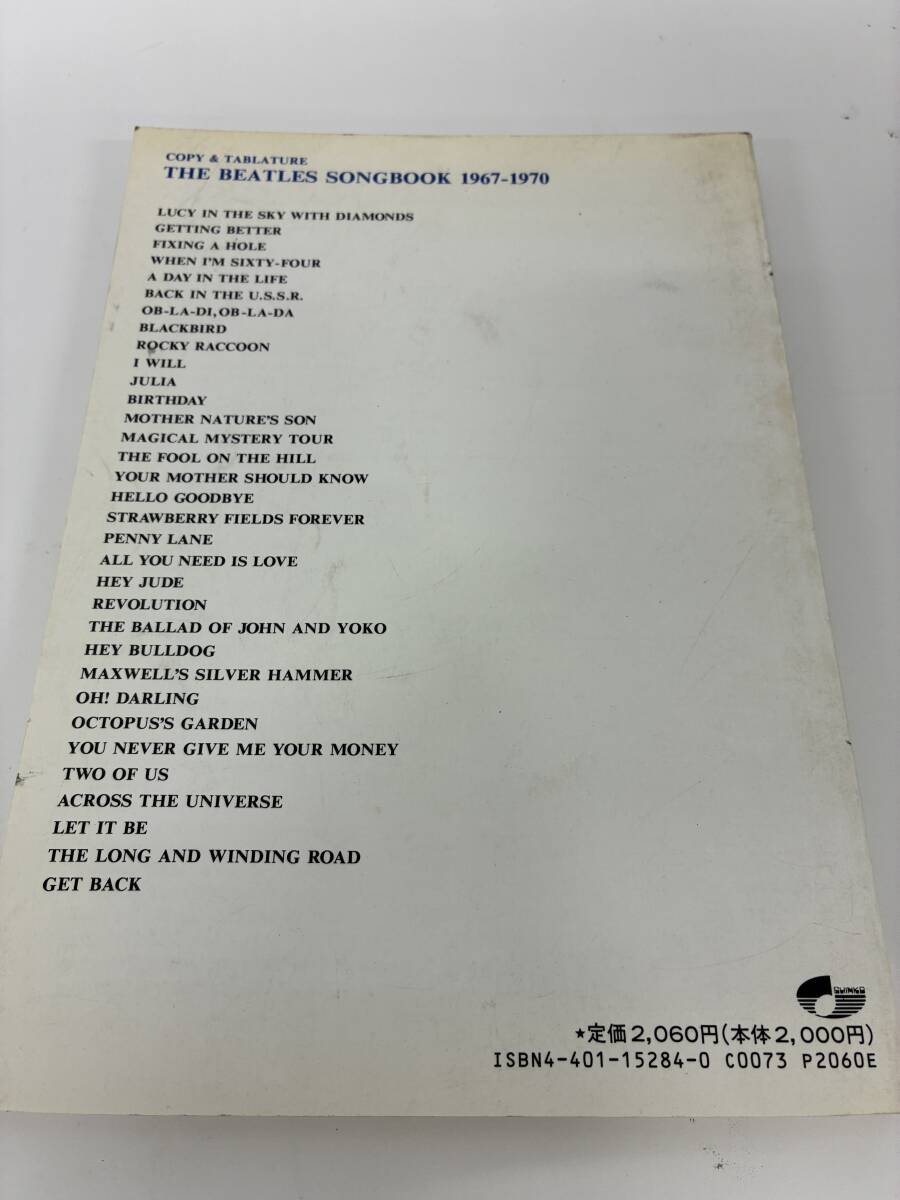 COPY & TABLATURE
THE BEATLES SONGBOOK 1967-1970
LUCY IN THE SKY WITH DIAMONDS
GETTING BETTER
FIXING A HOLE
WHEN I'M SIXTY-FOUR
A DAY IN THE LIFE
BACK IN THE U.S.S.R.
OB-LA-DI, OB-LA-DA
BLACKBIRD
ROCKY RACCOON
I WILL
JULIA
BIRTHDAY
MOTHER NATURE'S SON
MAGICAL MYSTERY TOUR
THE FOOL ON THE HILL
YOUR MOTHER SHOULD KNOW
HELLO GOODBYE
STRAWBERRY FIELDS FOREVER
PENNY LANE
ALL YOU NEED IS LOVE
HEY JUDE
REVOLUTION
THE BALLAD OF JOHN AND YOKO
HEY BULLDOG
MAXWELL'S SILVER HAMMER
OH! DARLING
OCTOPUS'S GARDEN
YOU NEVER GIVE ME YOUR MONEY
TWO OF US
ACROSS THE UNIVERSE
LET IT BE
THE LONG AND WINDING ROAD
GET BACK
SHINKO
★定価2,060円(本体2,000円)
ISBN4-401-15284-0 C0073 P2060E